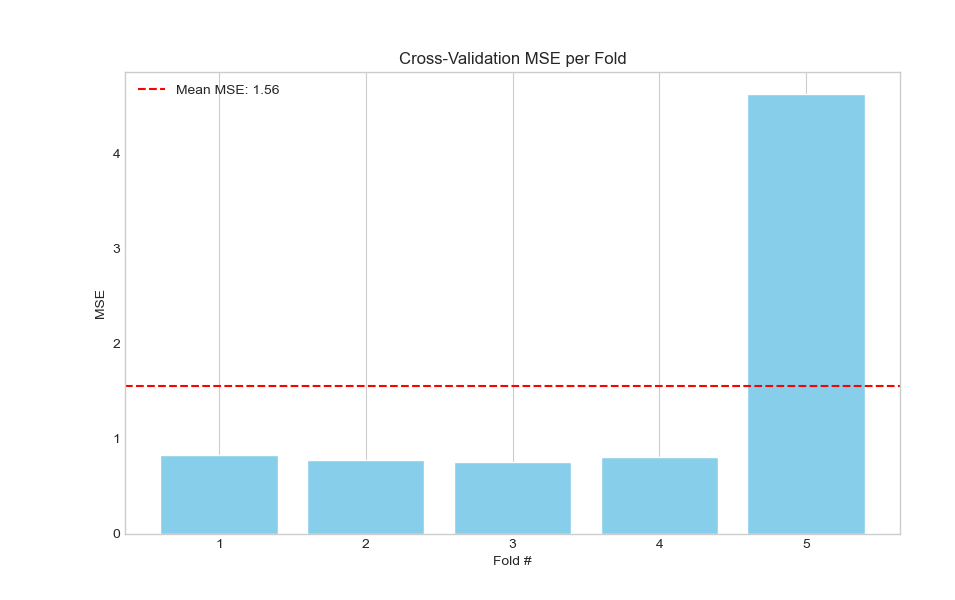 Cross-Validation MSE per Fold
Mean MSE: 1.56
4
3
2
1
0
MSE
1 2 3 4 5
Fold #